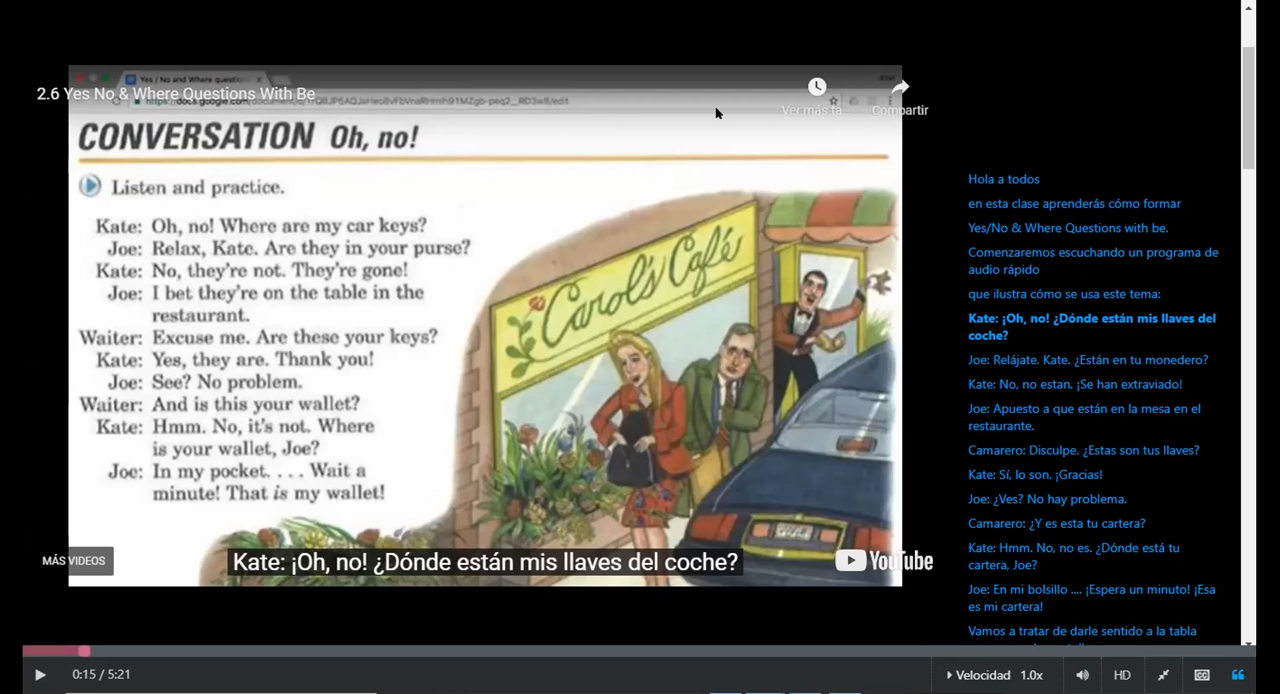 Yes / No and Where question
2.6 Yes No & Where Questions With Be
Ver más ta
Compartir
CONVERSATION Oh, no!
Listen and practice.
Kate: Oh, no! Where are my car keys?
Joe: Relax, Kate. Are they in your purse?
Kate: No, they're not. They're gone!
Joe: I bet they're on the table in the
restaurant.
Waiter: Excuse me. Are these your keys?
Kate: Yes, they are. Thank you!
Joe: See? No problem.
Waiter: And is this your wallet?
Kate: Hmm. No, it's not. Where
is your wallet, Joe?
Joe: In my pocket. . . . Wait a
minute! That is my wallet!
Carol's Café
MÁS VIDEOS
Kate: ¡Oh, no! ¿Dónde están mis llaves del coche?
YouTube
0:15 / 5:21
Velocidad 1.0x
HD
Hola a todos
en esta clase aprenderás cómo formar
Yes/No & Where Questions with be.
Comenzaremos escuchando un programa de
audio rápido
que ilustra cómo se usa este tema:
Kate: ¡Oh, no! ¿Dónde están mis llaves del
coche?
Joe: Relájate. Kate. ¿Están en tu monedero?
Kate: No, no estan. ¡Se han extraviado!
Joe: Apuesto a que están en la mesa en el
restaurante.
Camarero: Disculpe. ¿Estas son tus llaves?
Kate: Sí, lo son. ¡Gracias!
Joe: ¿Ves? No hay problema.
Camarero: ¿Y es esta tu cartera?
Kate: Hmm. No, no es. ¿Dónde está tu
cartera, Joe?
Joe: En mi bolsillo .... ¡Espera un minuto! ¡Esa
es mi cartera!
Vamos a tratar de darle sentido a la tabla